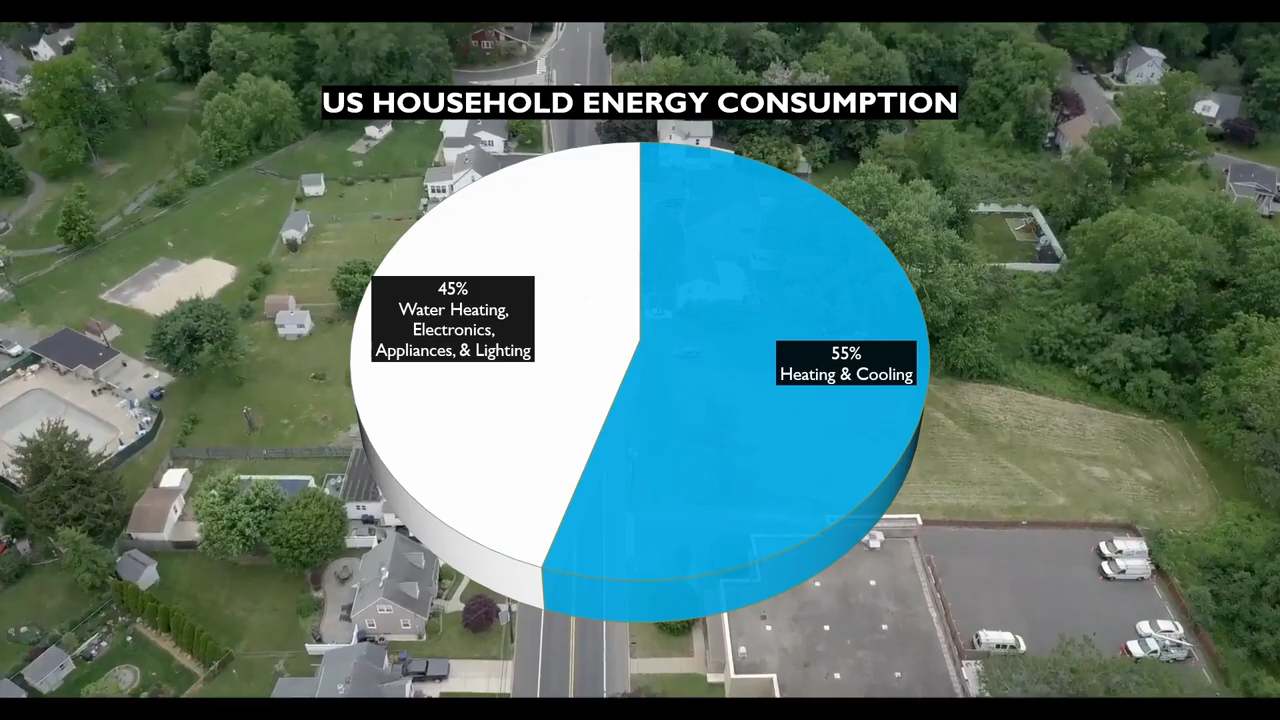 US HOUSEHOLD ENERGY CONSUMPTION
45%
Water Heating,
Electronics,
Appliances, & Lighting
55%
Heating & Cooling